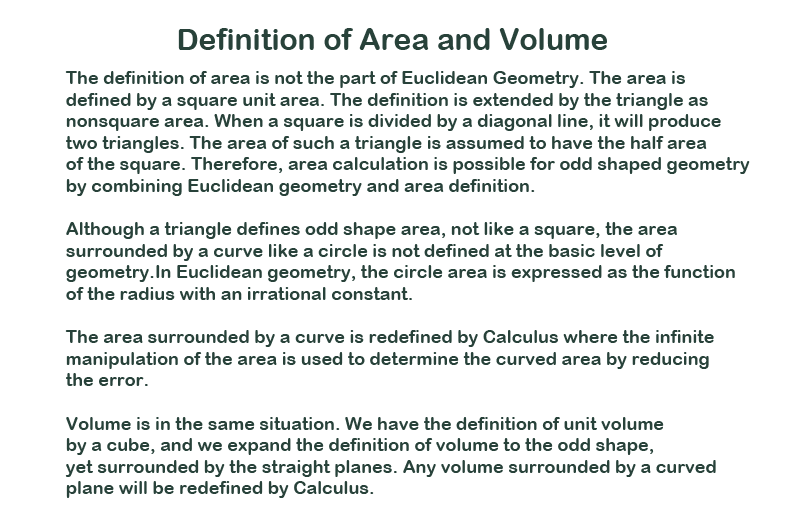 Definition of Area and Volume
The definition of area is not the part of Euclidean Geometry. The area is
defined by a square unit area. The definition is extended by the triangle as
nonsquare area. When a square is divided by a diagonal line, it will produce
two triangles. The area of such a triangle is assumed to have the half area
of the square. Therefore, area calculation is possible for odd shaped geometry
by combining Euclidean geometry and area definition.
Although a triangle defines odd shape area, not like a square, the area
surrounded by a curve like a circle is not defined at the basic level of
geometry.In Euclidean geometry, the circle area is expressed as the function
of the radius with an irrational constant.
The area surrounded by a curve is redefined by Calculus where the infinite
manipulation of the area is used to determine the curved area by reducing
the error.
Volume is in the same situation. We have the definition of unit volume
by a cube, and we expand the definition of volume to the odd shape,
yet surrounded by the straight planes. Any volume surrounded by a curved
plane will be redefined by Calculus.